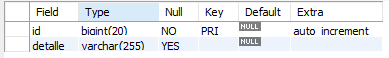 Field Type Null Key Default Extra
id bigint(20) NO PRI NULL auto_increment
detalle varchar(255) YES NULL